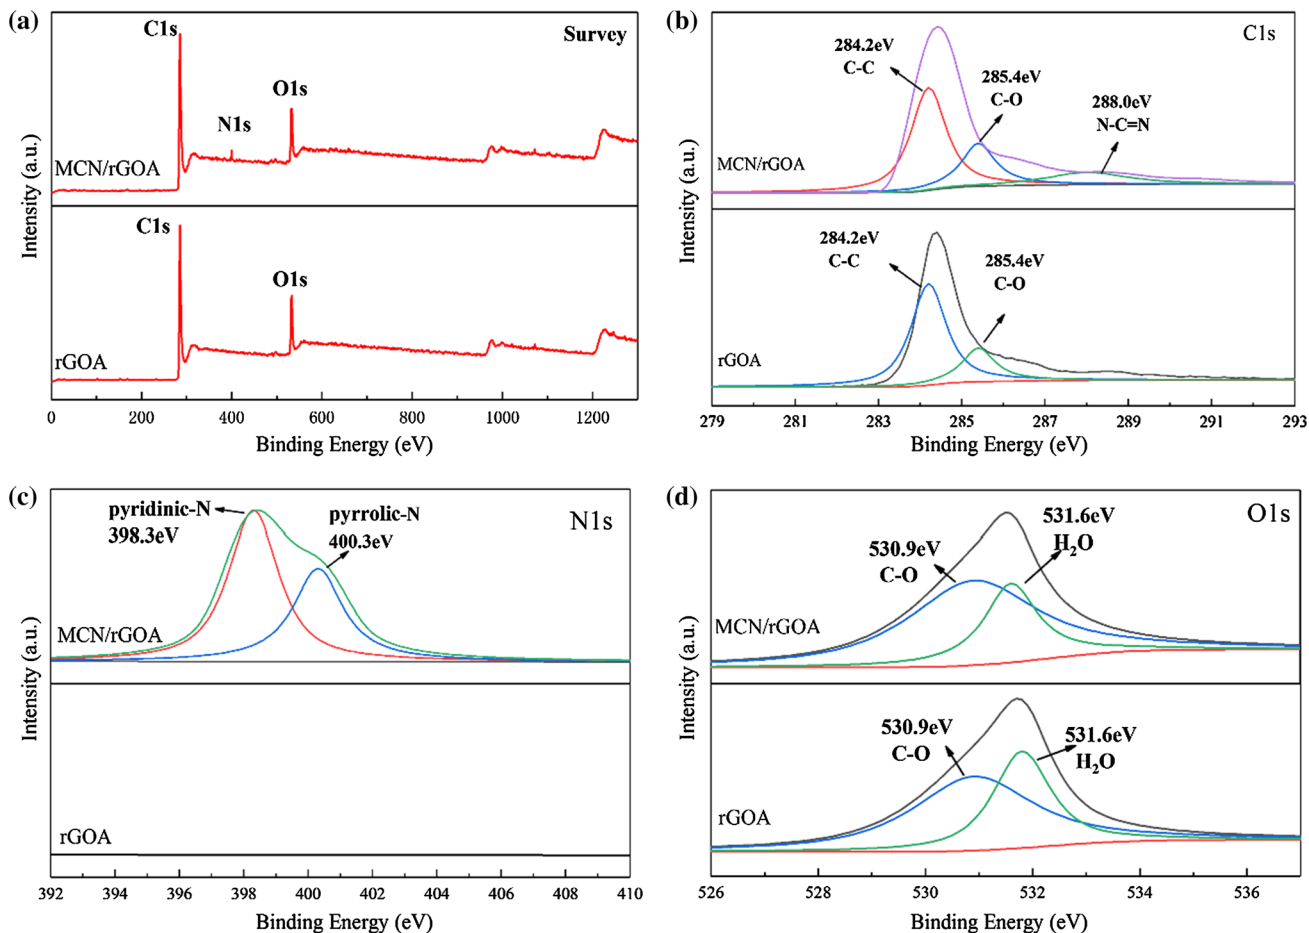 (a)
Survey
C1s
O1s
N1s
MCN/rGOA
C1s
O1s
rGOA
Intensity (a.u.)
0 200 400 600 800 1000 1200
Binding Energy (eV)
(b)
C1s
284.2eV
C-C
285.4eV
C-O
288.0eV
N-C=N
MCN/rGOA
284.2eV
C-C
285.4eV
C-O
rGOA
Intensity (a.u.)
279 281 283 285 287 289 291 293
Binding Energy (eV)
(c)
N1s
pyridinic-N
398.3eV
pyrrolic-N
400.3eV
MCN/rGOA
rGOA
Intensity (a.u.)
392 394 396 398 400 402 404 406 408 410
Binding Energy (eV)
(d)
O1s
530.9eV
C-O
531.6eV
H₂O
MCN/rGOA
530.9eV
C-O
531.6eV
H₂O
rGOA
Intensity (a.u.)
526 528 530 532 534 536
Binding Energy (eV)